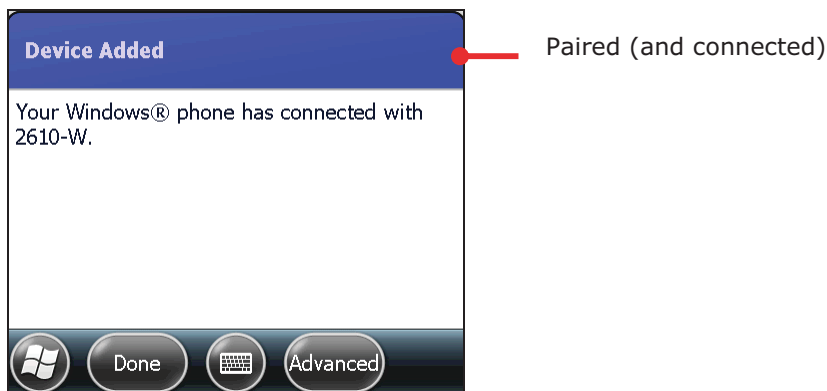 Device Added
Paired (and connected)
Your Windows® phone has connected with
2610-W.
Done
Advanced